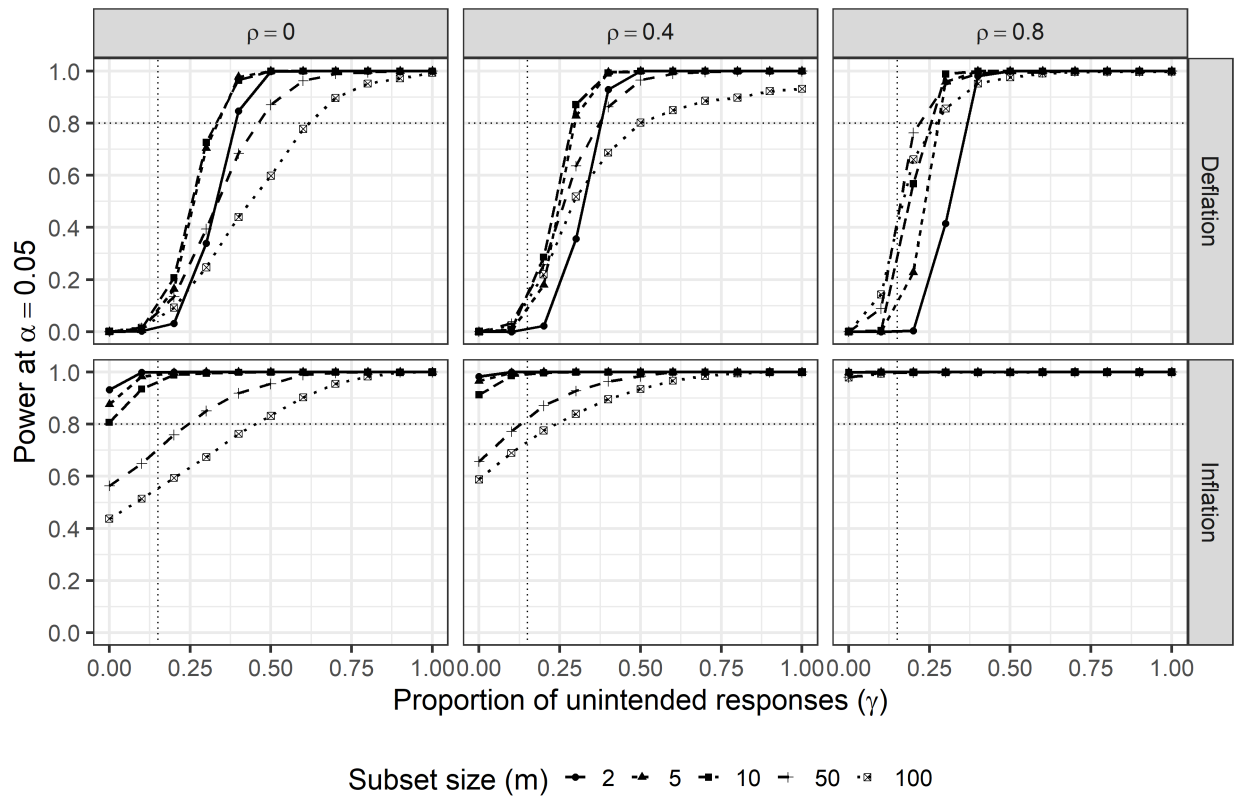 ρ = 0 ρ = 0.4 ρ = 0.8
1.0
0.8
0.6
0.4
0.2
0.0
Deflation
1.0
0.8
0.6
0.4
0.2
0.0
Inflation
Power at α = 0.05
0.00 0.25 0.50 0.75 1.00 0.00 0.25 0.50 0.75 1.00 0.00 0.25 0.50 0.75 1.00
Proportion of unintended responses (γ)
Subset size (m) 2 5 10 50 100